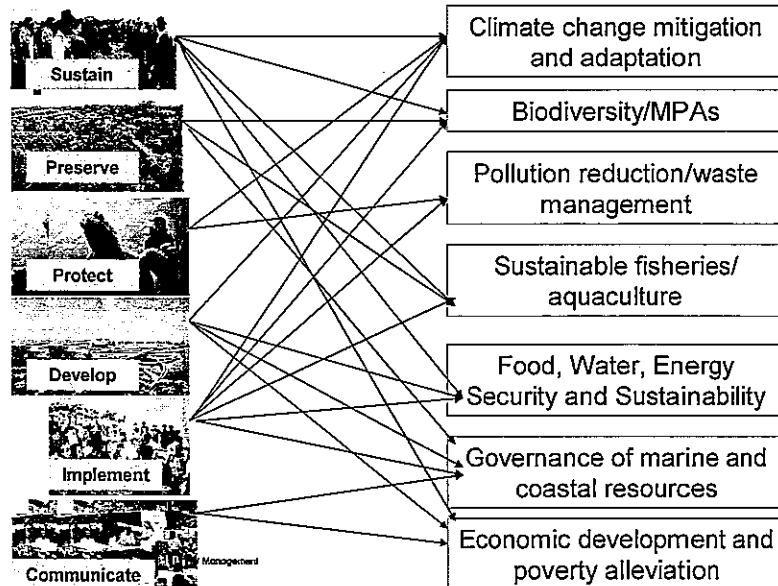 Sustain
Preserve
Protect
Develop
Implement
Management
Communicate
Climate change mitigation
and adaptation
Biodiversity/MPAs
Pollution reduction/waste
management
Sustainable fisheries/
aquaculture
Food, Water, Energy
Security and Sustainability
Governance of marine and
coastal resources
Economic development and
poverty alleviation